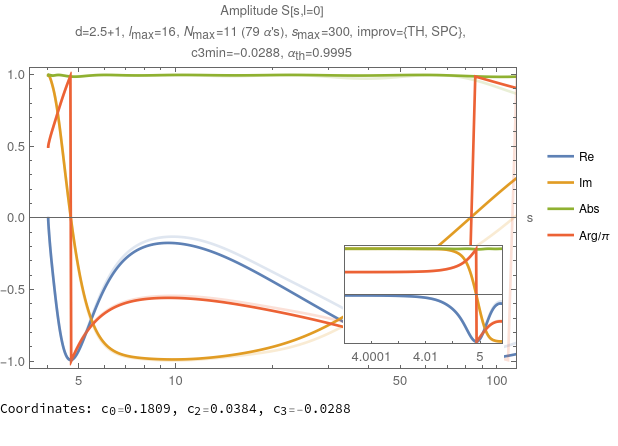 Amplitude S[s,l=0]
d=2.5+1, lmax=16, Nmax=11 (79 α's), smax=300, improv={TH, SPC},
c3min=-0.0288, αth=0.9995
1.0
0.5
0.0
-0.5
-1.0
5
10
50
100
s
4.0001
4.01
5
Re
Im
Abs
Arg/π
Coordinates: c0=0.1809, c2=0.0384, c3=-0.0288